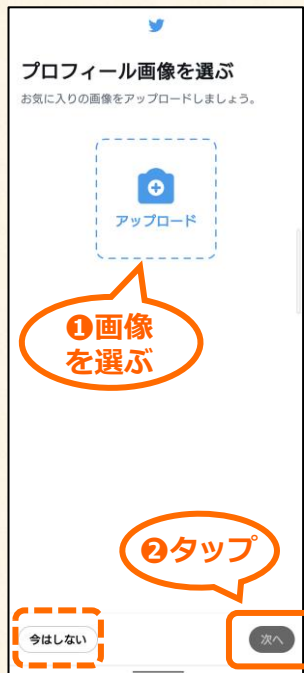 プロフィール画像を選ぶ
お気に入りの画像をアップロードしましょう。
アップロード
❶画像
を選ぶ
❷タップ
今はしない
次へ